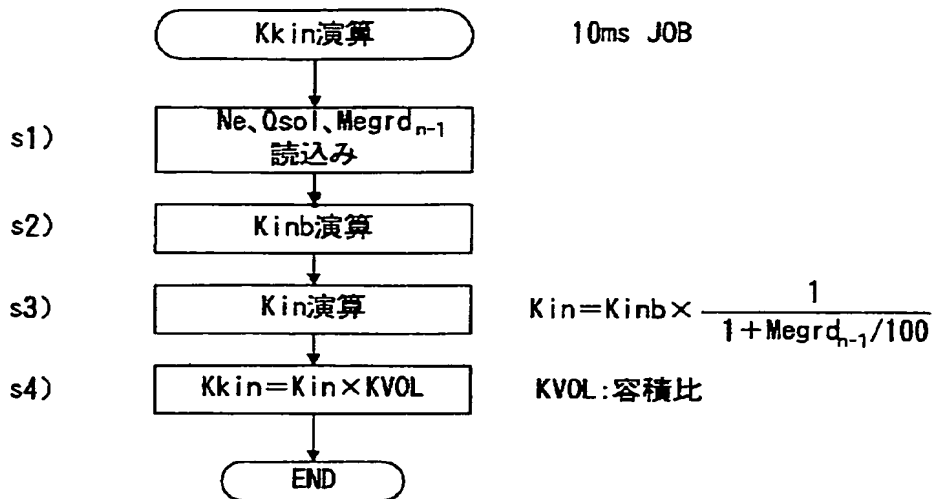 Kkin演算 10ms JOB
s1) Ne、Qsol、Megrd_{n-1}
読込み
s2) Kinb演算
s3) Kin演算 Kin=Kinb× 1
1+Megrd_{n-1}/100
s4) Kkin=Kin×KVOL KVOL:容積比
END